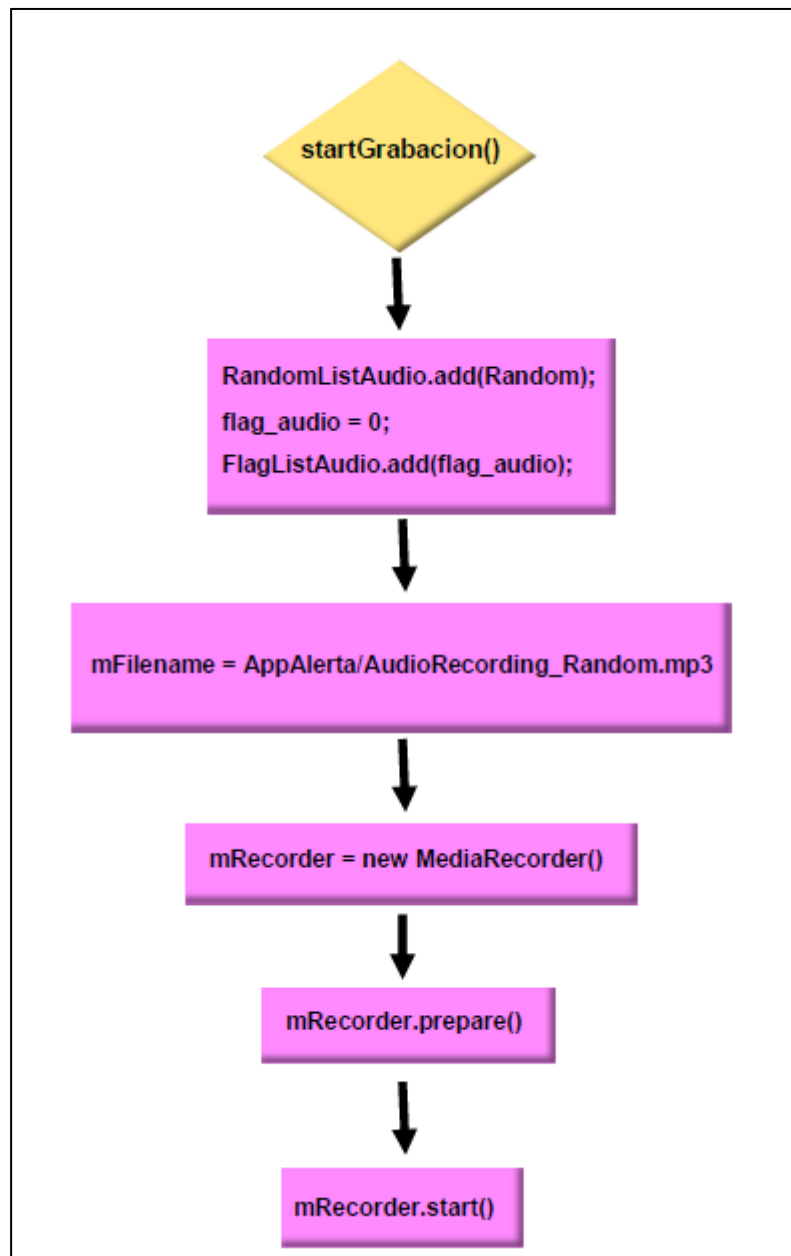 startGrabacion()
RandomListAudio.add(Random);
flag_audio = 0;
FlagListAudio.add(flag_audio);
mFilename = AppAlerta/AudioRecording_Random.mp3
mRecorder = new MediaRecorder()
mRecorder.prepare()
mRecorder.start()